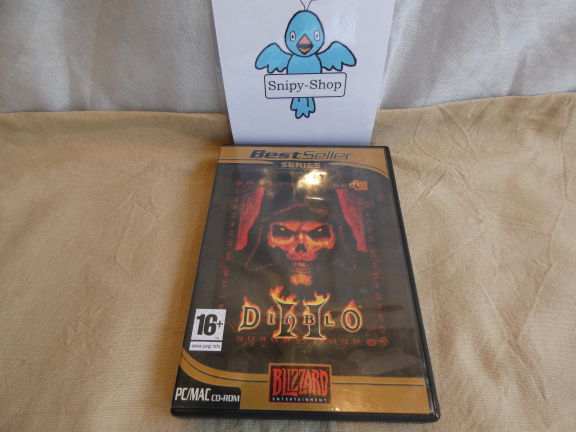 Snipy-Shop
BestSeller
SERIES
DIABLO
II
16+
www.pegi.info
BLIZZARD
ENTERTAINMENT
PC/MAC CD-ROM